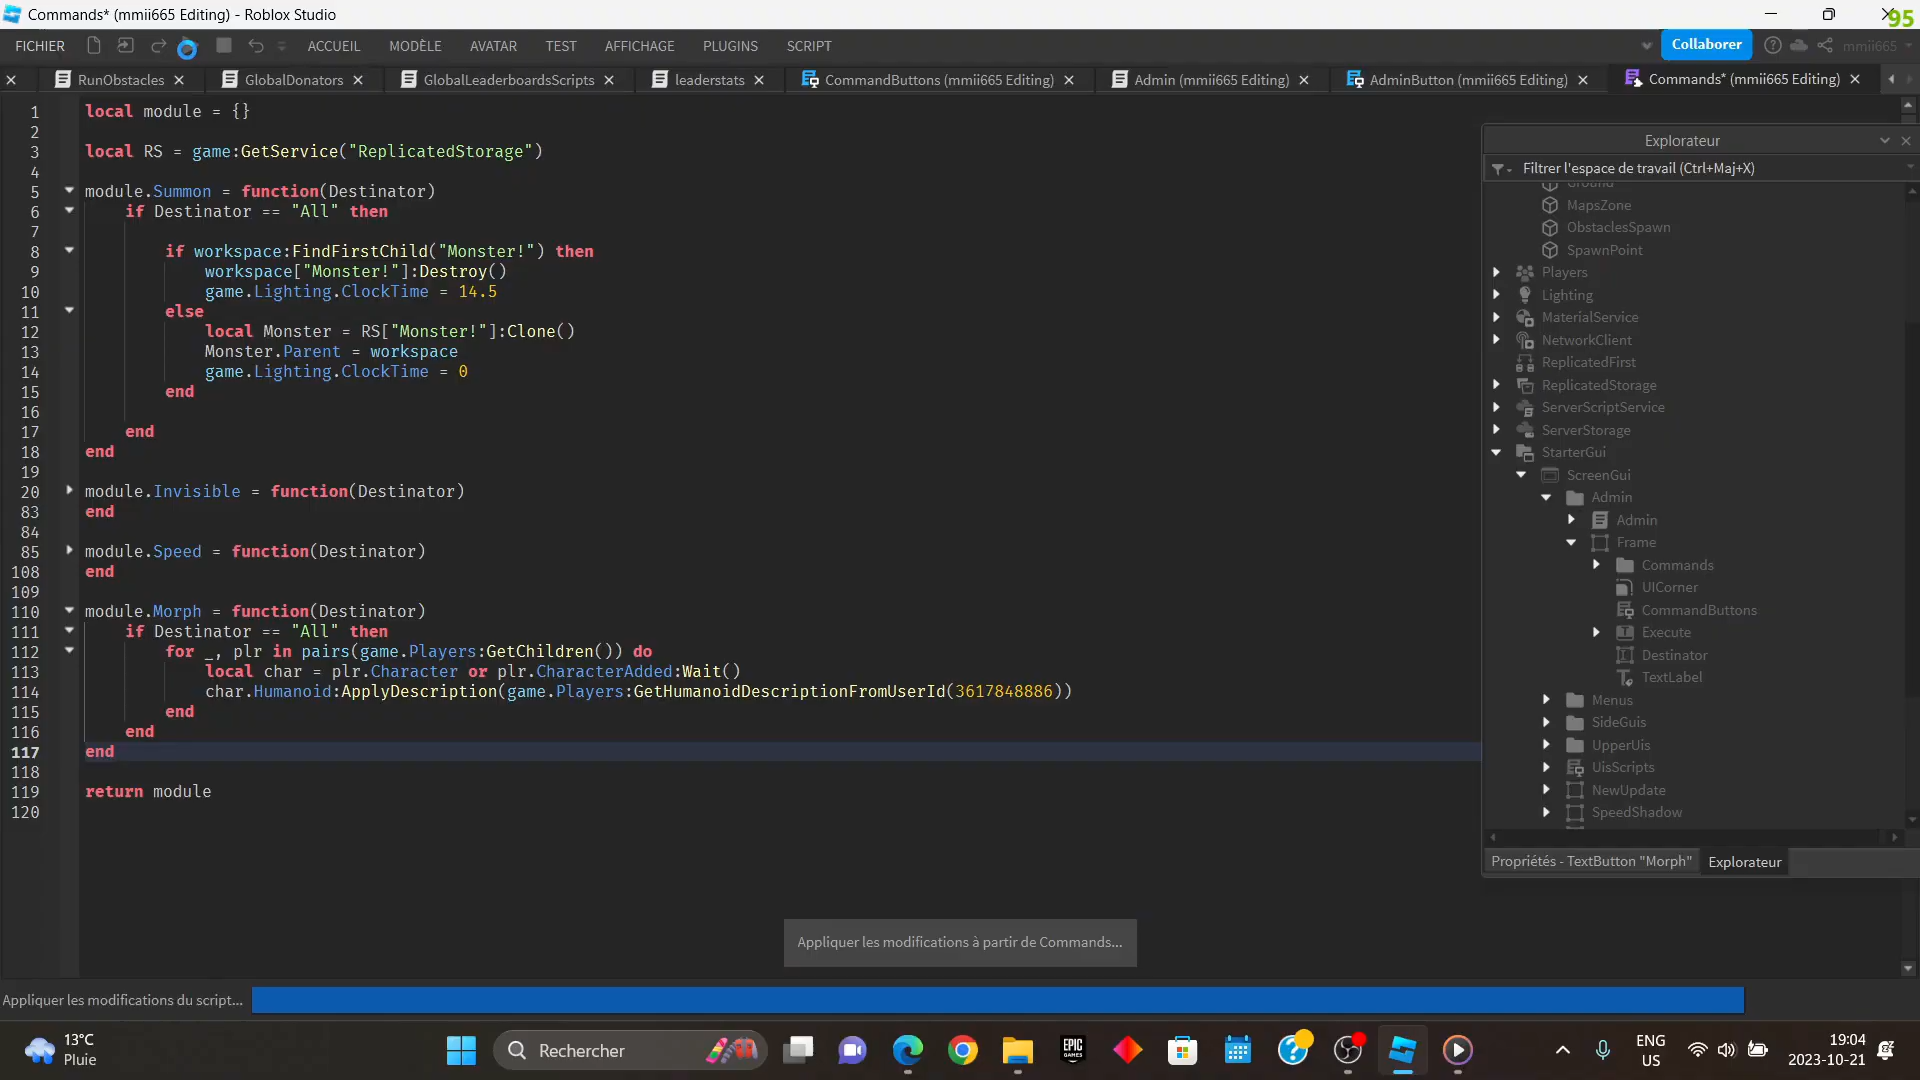 Commands* (mmii665 Editing) - Roblox Studio
95
FICHIER ACCUEIL MODÈLE AVATAR TEST AFFICHAGE PLUGINS SCRIPT Collaborer mmii665
RunObstacles GlobalDonators GlobalLeaderboardsScripts leaderstats CommandButtons (mmii665 Editing) Admin (mmii665 Editing) AdminButton (mmii665 Editing) Commands* (mmii665 Editing)
1 local module = {}
2
3 local RS = game:GetService("ReplicatedStorage")
4
5 module.Summon = function(Destinator)
6 if Destinator == "All" then
7
8 if workspace:FindFirstChild("Monster!") then
9 workspace["Monster!"]:Destroy()
10 game.Lighting.ClockTime = 14.5
11 else
12 local Monster = RS["Monster!"]:Clone()
13 Monster.Parent = workspace
14 game.Lighting.ClockTime = 0
15 end
16
17 end
18 end
19
20 module.Invisible = function(Destinator)
83 end
84
85 module.Speed = function(Destinator)
108 end
109
110 module.Morph = function(Destinator)
111 if Destinator == "All" then
112 for _, plr in pairs(game.Players:GetChildren()) do
113 local char = plr.Character or plr.CharacterAdded:Wait()
114 char.Humanoid:ApplyDescription(game.Players:GetHumanoidDescriptionFromUserId(3617848886))
115 end
116 end
117 end
118
119 return module
120
Explorateur
Filtrer l'espace de travail (Ctrl+Maj+X)
Ground
MapsZone
ObstaclesSpawn
SpawnPoint
Players
Lighting
MaterialService
NetworkClient
ReplicatedFirst
ReplicatedStorage
ServerScriptService
ServerStorage
StarterGui
ScreenGui
Admin
Admin
Frame
Commands
UICorner
CommandButtons
Execute
Destinator
TextLabel
Menus
SideGuis
UpperUis
UisScripts
NewUpdate
SpeedShadow
Propriétés - TextButton "Morph" Explorateur
Appliquer les modifications à partir de Commands...
Appliquer les modifications du script...
13°C
Pluie
Rechercher
EPIC
GAMES
ENG
US
19:04
2023-10-21